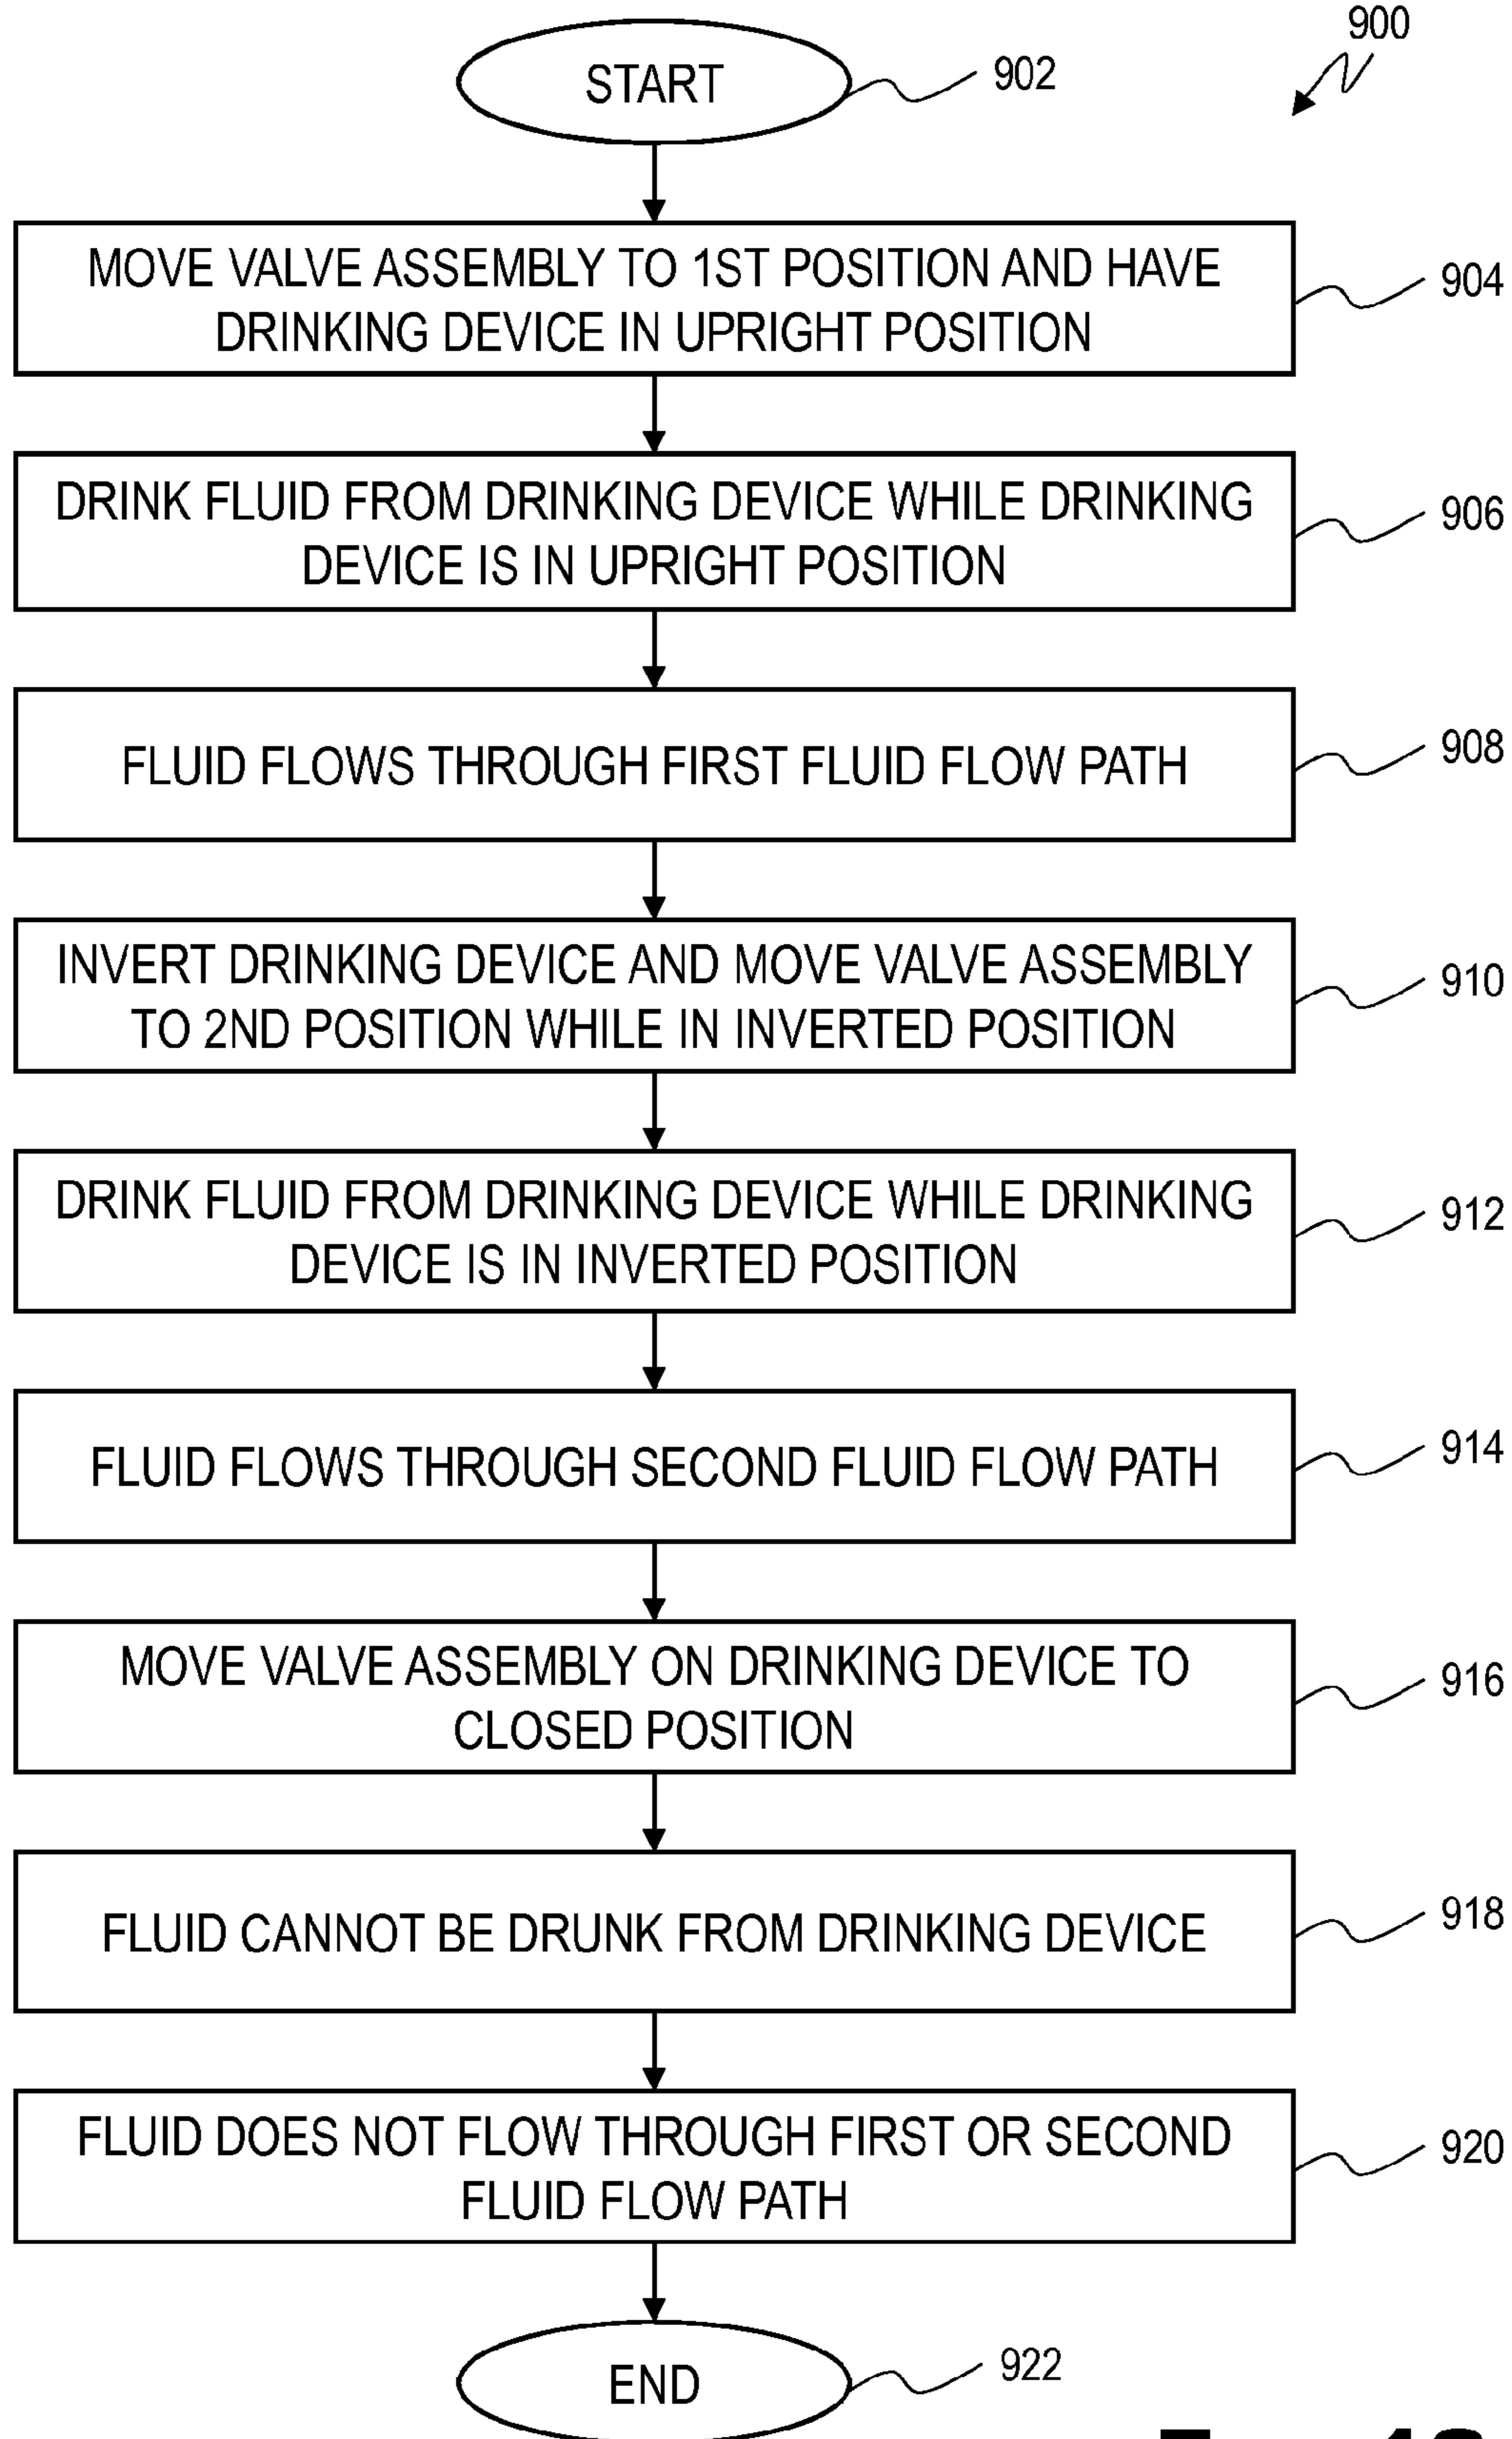 900
START
902
MOVE VALVE ASSEMBLY TO 1ST POSITION AND HAVE
DRINKING DEVICE IN UPRIGHT POSITION
904
DRINK FLUID FROM DRINKING DEVICE WHILE DRINKING
DEVICE IS IN UPRIGHT POSITION
906
FLUID FLOWS THROUGH FIRST FLUID FLOW PATH
908
INVERT DRINKING DEVICE AND MOVE VALVE ASSEMBLY
TO 2ND POSITION WHILE IN INVERTED POSITION
910
DRINK FLUID FROM DRINKING DEVICE WHILE DRINKING
DEVICE IS IN INVERTED POSITION
912
FLUID FLOWS THROUGH SECOND FLUID FLOW PATH
914
MOVE VALVE ASSEMBLY ON DRINKING DEVICE TO
CLOSED POSITION
916
FLUID CANNOT BE DRUNK FROM DRINKING DEVICE
918
FLUID DOES NOT FLOW THROUGH FIRST OR SECOND
FLUID FLOW PATH
920
END
922